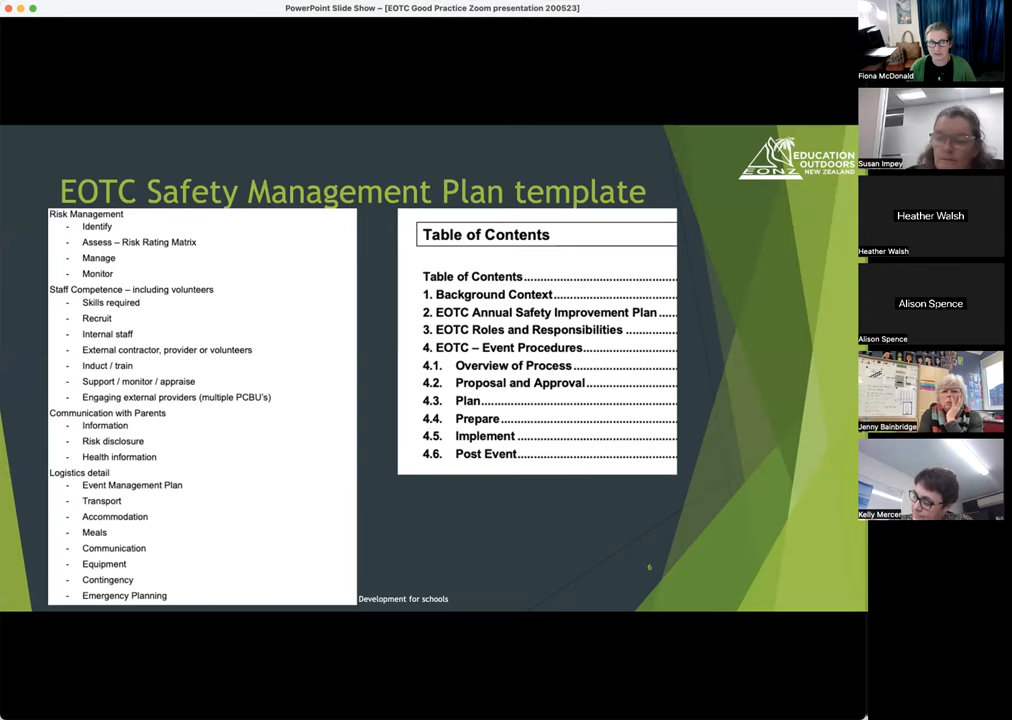 PowerPoint Slide Show – [EOTC Good Practice Zoom presentation 200523]
EOTC Safety Management Plan template
EDUCATION
OUTDOORS
NEW ZEALAND
EONZ
Risk Management
- Identify
- Assess – Risk Rating Matrix
- Manage
- Monitor
Staff Competence – including volunteers
- Skills required
- Recruit
- Internal staff
- External contractor, provider or volunteers
- Induct / train
- Support / monitor / appraise
- Engaging external providers (multiple PCBU's)
Communication with Parents
- Information
- Risk disclosure
- Health information
Logistics detail
- Event Management Plan
- Transport
- Accommodation
- Meals
- Communication
- Equipment
- Contingency
- Emergency Planning
Table of Contents
Table of Contents
1. Background Context
2. EOTC Annual Safety Improvement Plan
3. EOTC Roles and Responsibilities
4. EOTC – Event Procedures
4.1. Overview of Process
4.2. Proposal and Approval
4.3. Plan
4.4. Prepare
4.5. Implement
4.6. Post Event
6
Development for schools
Fiona McDonald
Susan Impey
Heather Walsh
Heather Walsh
Alison Spence
Alison Spence
Jenny Bainbridge
Kelly Mercer